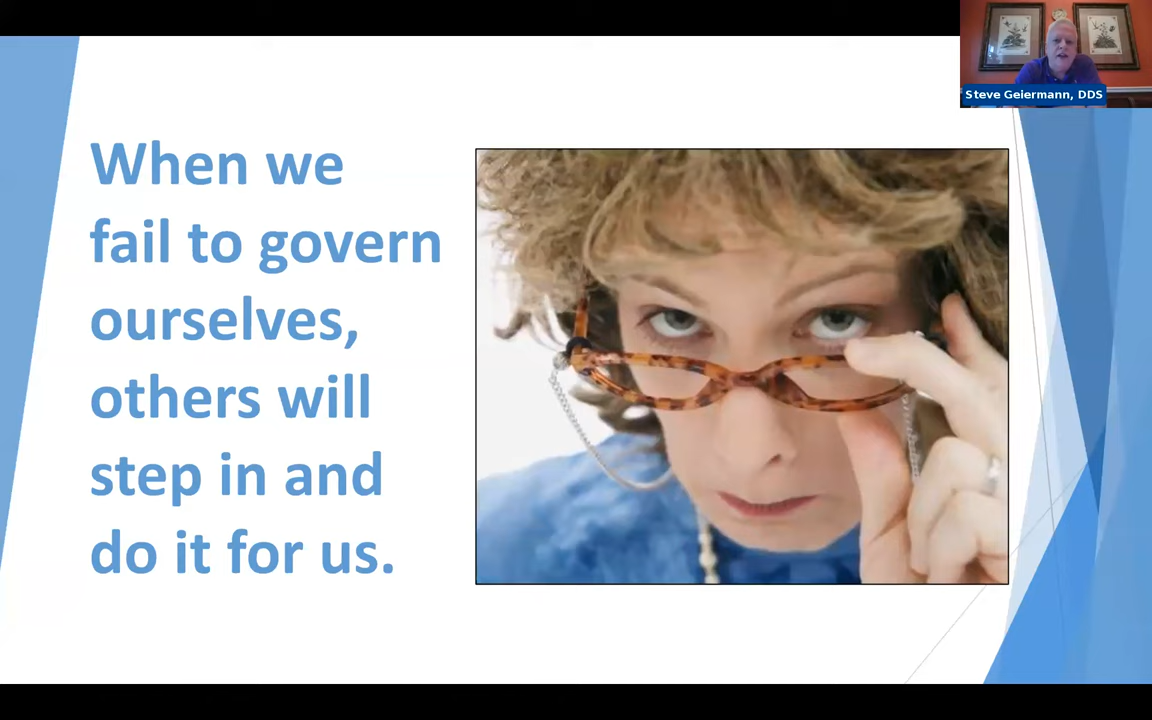 Steve Geiermann, DDS
When we
fail to govern
ourselves,
others will
step in and
do it for us.